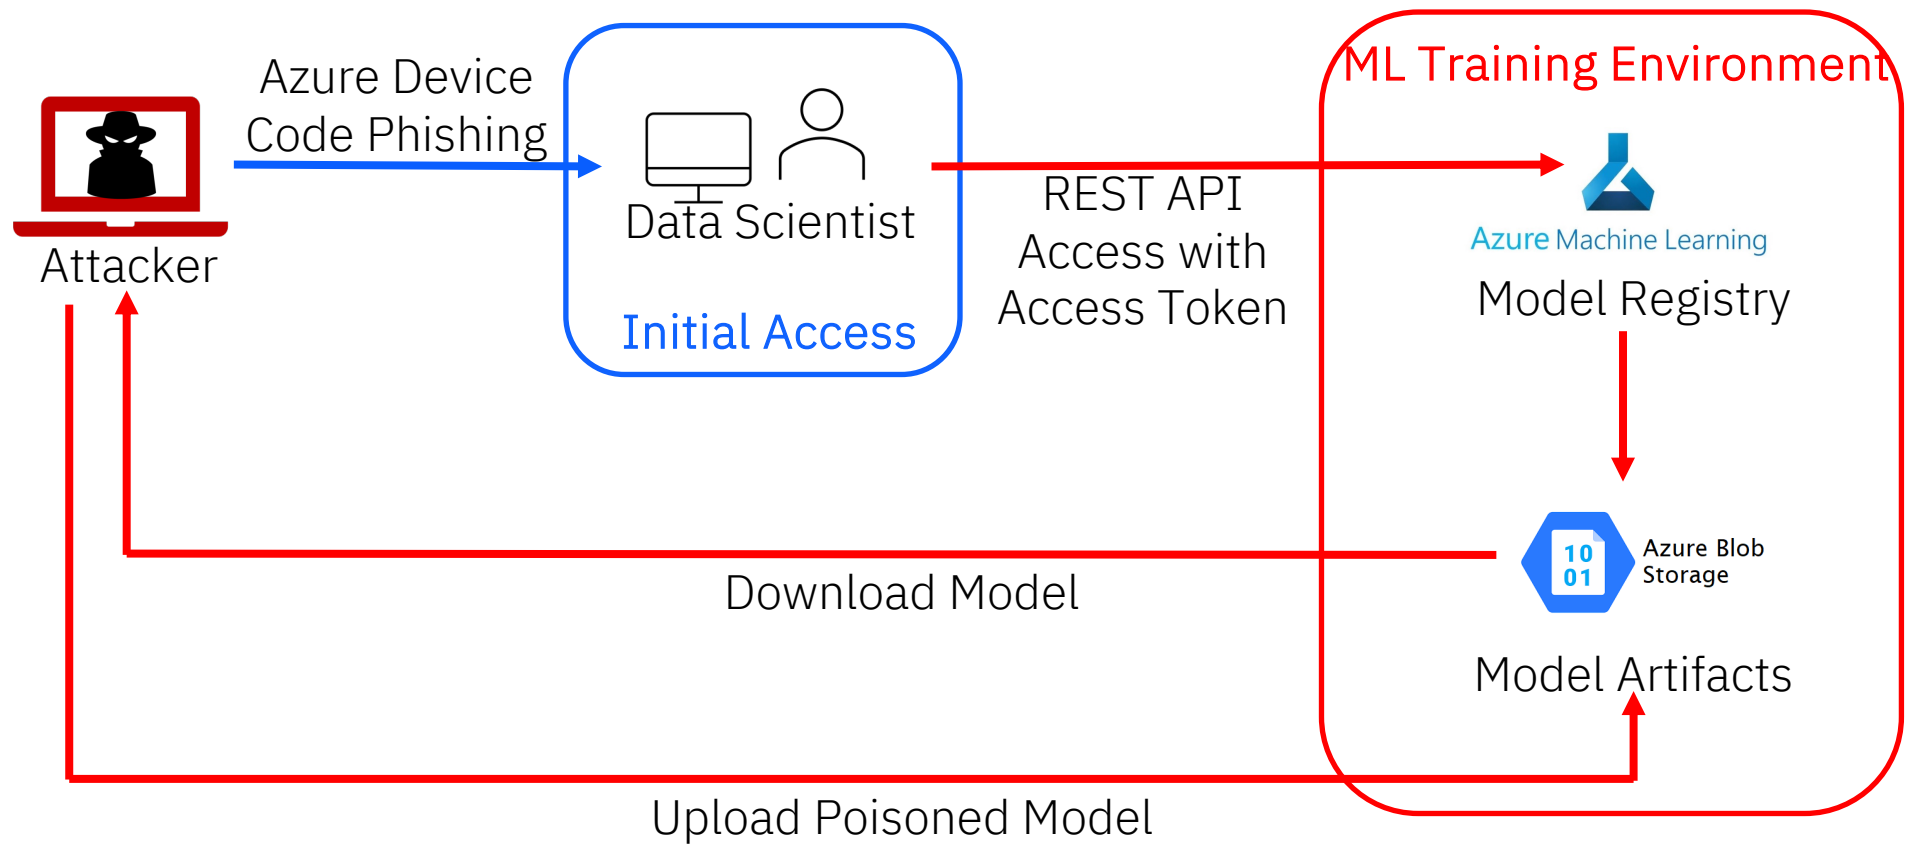 Azure Device
Code Phishing
Attacker
Data Scientist
Initial Access
REST API
Access with
Access Token
ML Training Environment
Azure Machine Learning
Model Registry
10
01
Azure Blob
Storage
Model Artifacts
Download Model
Upload Poisoned Model